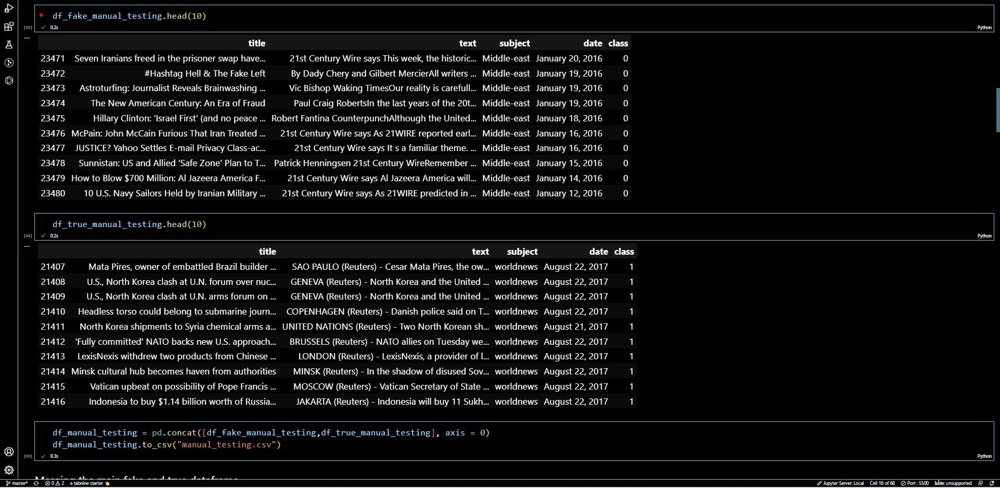 df_fake_manual_testing.head(10)
[21] ✓ 0.2s Python
... title text subject date class
23471 Seven Iranians freed in the prisoner swap have... 21st Century Wire says This week, the historic... Middle-east January 20, 2016 0
23472 #Hashtag Hell & The Fake Left By Dady Chery and Gilbert MercierAll writers ... Middle-east January 19, 2016 0
23473 Astroturfing: Journalist Reveals Brainwashing ... Vic Bishop Waking TimesOur reality is carefull... Middle-east January 19, 2016 0
23474 The New American Century: An Era of Fraud Paul Craig RobertsIn the last years of the 20t... Middle-east January 19, 2016 0
23475 Hillary Clinton: ‘Israel First’ (and no peace ... Robert Fantina CounterpunchAlthough the United... Middle-east January 18, 2016 0
23476 McPain: John McCain Furious That Iran Treated ... 21st Century Wire says As 21WIRE reported earl... Middle-east January 16, 2016 0
23477 JUSTICE? Yahoo Settles E-mail Privacy Class-ac... 21st Century Wire says It s a familiar theme. ... Middle-east January 16, 2016 0
23478 Sunnistan: US and Allied ‘Safe Zone’ Plan to T... Patrick Henningsen 21st Century WireRemember ... Middle-east January 15, 2016 0
23479 How to Blow $700 Million: Al Jazeera America F... 21st Century Wire says Al Jazeera America will... Middle-east January 14, 2016 0
23480 10 U.S. Navy Sailors Held by Iranian Military ... 21st Century Wire says As 21WIRE predicted in ... Middle-east January 12, 2016 0
df_true_manual_testing.head(10)
[22] ✓ 0.2s Python
... title text subject date class
21407 Mata Pires, owner of embattled Brazil builder ... SAO PAULO (Reuters) - Cesar Mata Pires, the ow... worldnews August 22, 2017 1
21408 U.S., North Korea clash at U.N. forum over nuc... GENEVA (Reuters) - North Korea and the United ... worldnews August 22, 2017 1
21409 U.S., North Korea clash at U.N. arms forum on ... GENEVA (Reuters) - North Korea and the United ... worldnews August 22, 2017 1
21410 Headless torso could belong to submarine journ... COPENHAGEN (Reuters) - Danish police said on T... worldnews August 22, 2017 1
21411 North Korea shipments to Syria chemical arms a... UNITED NATIONS (Reuters) - Two North Korean sh... worldnews August 21, 2017 1
21412 'Fully committed' NATO backs new U.S. approach... BRUSSELS (Reuters) - NATO allies on Tuesday we... worldnews August 22, 2017 1
21413 LexisNexis withdrew two products from Chinese ... LONDON (Reuters) - LexisNexis, a provider of l... worldnews August 22, 2017 1
21414 Minsk cultural hub becomes haven from authorities MINSK (Reuters) - In the shadow of disused Sov... worldnews August 22, 2017 1
21415 Vatican upbeat on possibility of Pope Francis ... MOSCOW (Reuters) - Vatican Secretary of State ... worldnews August 22, 2017 1
21416 Indonesia to buy $1.14 billion worth of Russia... JAKARTA (Reuters) - Indonesia will buy 11 Sukh... worldnews August 22, 2017 1
df_manual_testing = pd.concat([df_fake_manual_testing,df_true_manual_testing], axis = 0)
df_manual_testing.to_csv("manual_testing.csv")
[23] ✓ 0.3s Python
Merging the main fake and true dataframe
master* 0 2 tabnine starter Jupyter Server: Local Cell 16 of 68 Port : 5500 kite: unsupported